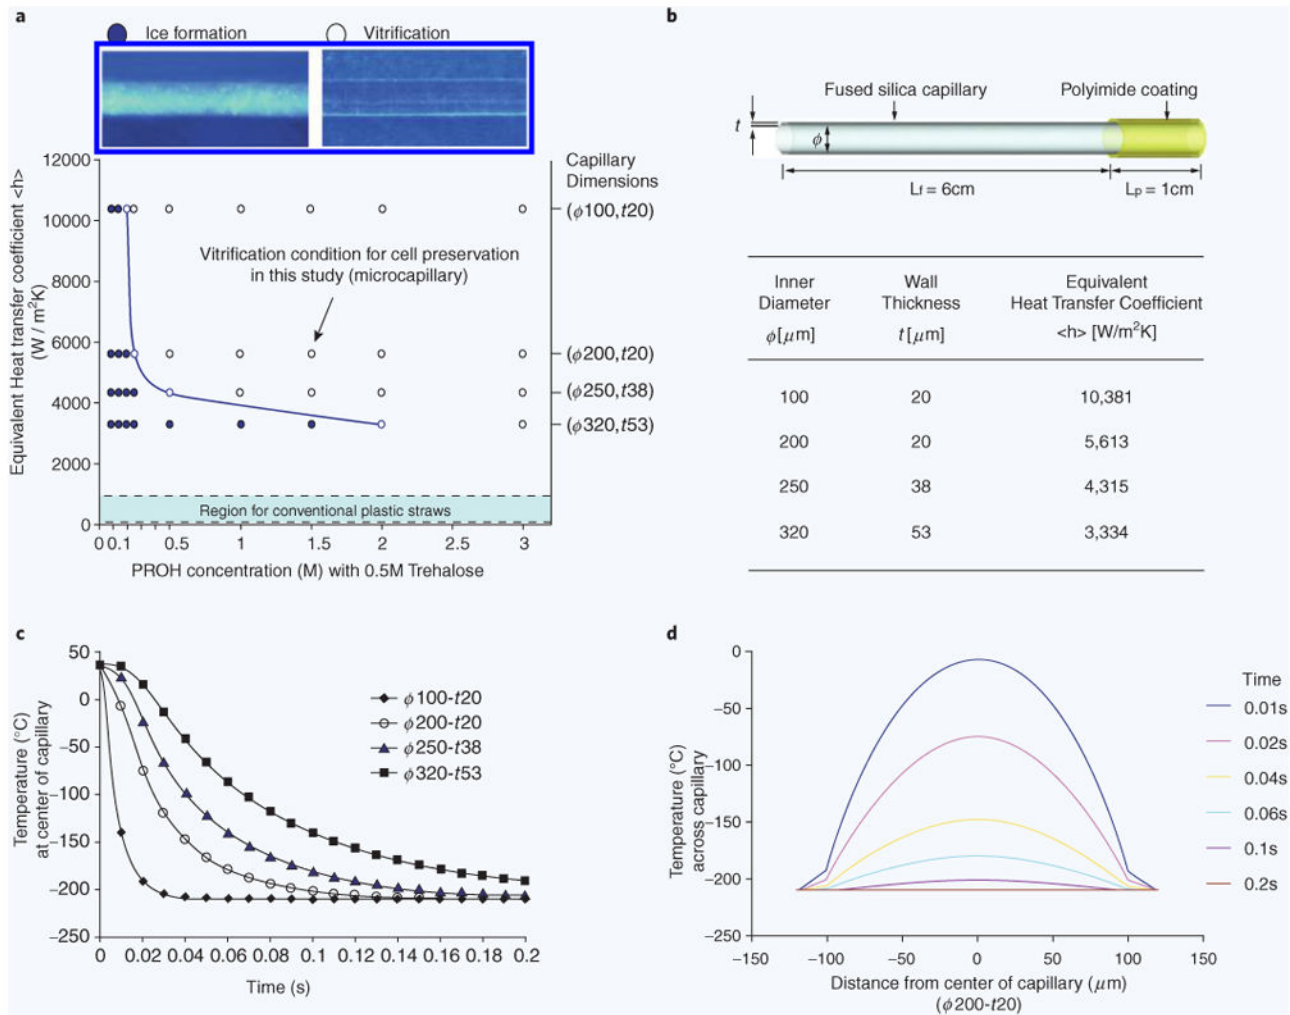 a
Ice formation
Vitrification
Equivalent Heat transfer coefficient <h>
(W / m²K)
12000
10000
8000
6000
4000
2000
0
Capillary
Dimensions
(ϕ100,t20)
(ϕ200,t20)
(ϕ250,t38)
(ϕ320,t53)
Vitrification condition for cell preservation
in this study (microcapillary)
Region for conventional plastic straws
0 0.1 0.5 1 1.5 2 2.5 3
PROH concentration (M) with 0.5M Trehalose
b
Fused silica capillary
Polyimide coating
t
ϕ
Lf = 6cm
Lp = 1cm
Inner Wall Equivalent
Diameter Thickness Heat Transfer Coefficient
ϕ[μm] t[μm] <h> [W/m²K]
100 20 10,381
200 20 5,613
250 38 4,315
320 53 3,334
c
Temperature (°C)
at center of capillary
50
0
−50
−100
−150
−200
−250
ϕ100-t20
ϕ200-t20
ϕ250-t38
ϕ320-t53
0 0.02 0.04 0.06 0.08 0.1 0.12 0.14 0.16 0.18 0.2
Time (s)
d
Temperature (°C)
across capillary
0
−50
−100
−150
−200
−250
Time
0.01s
0.02s
0.04s
0.06s
0.1s
0.2s
−150 −100 −50 0 50 100 150
Distance from center of capillary (μm)
(ϕ200-t20)